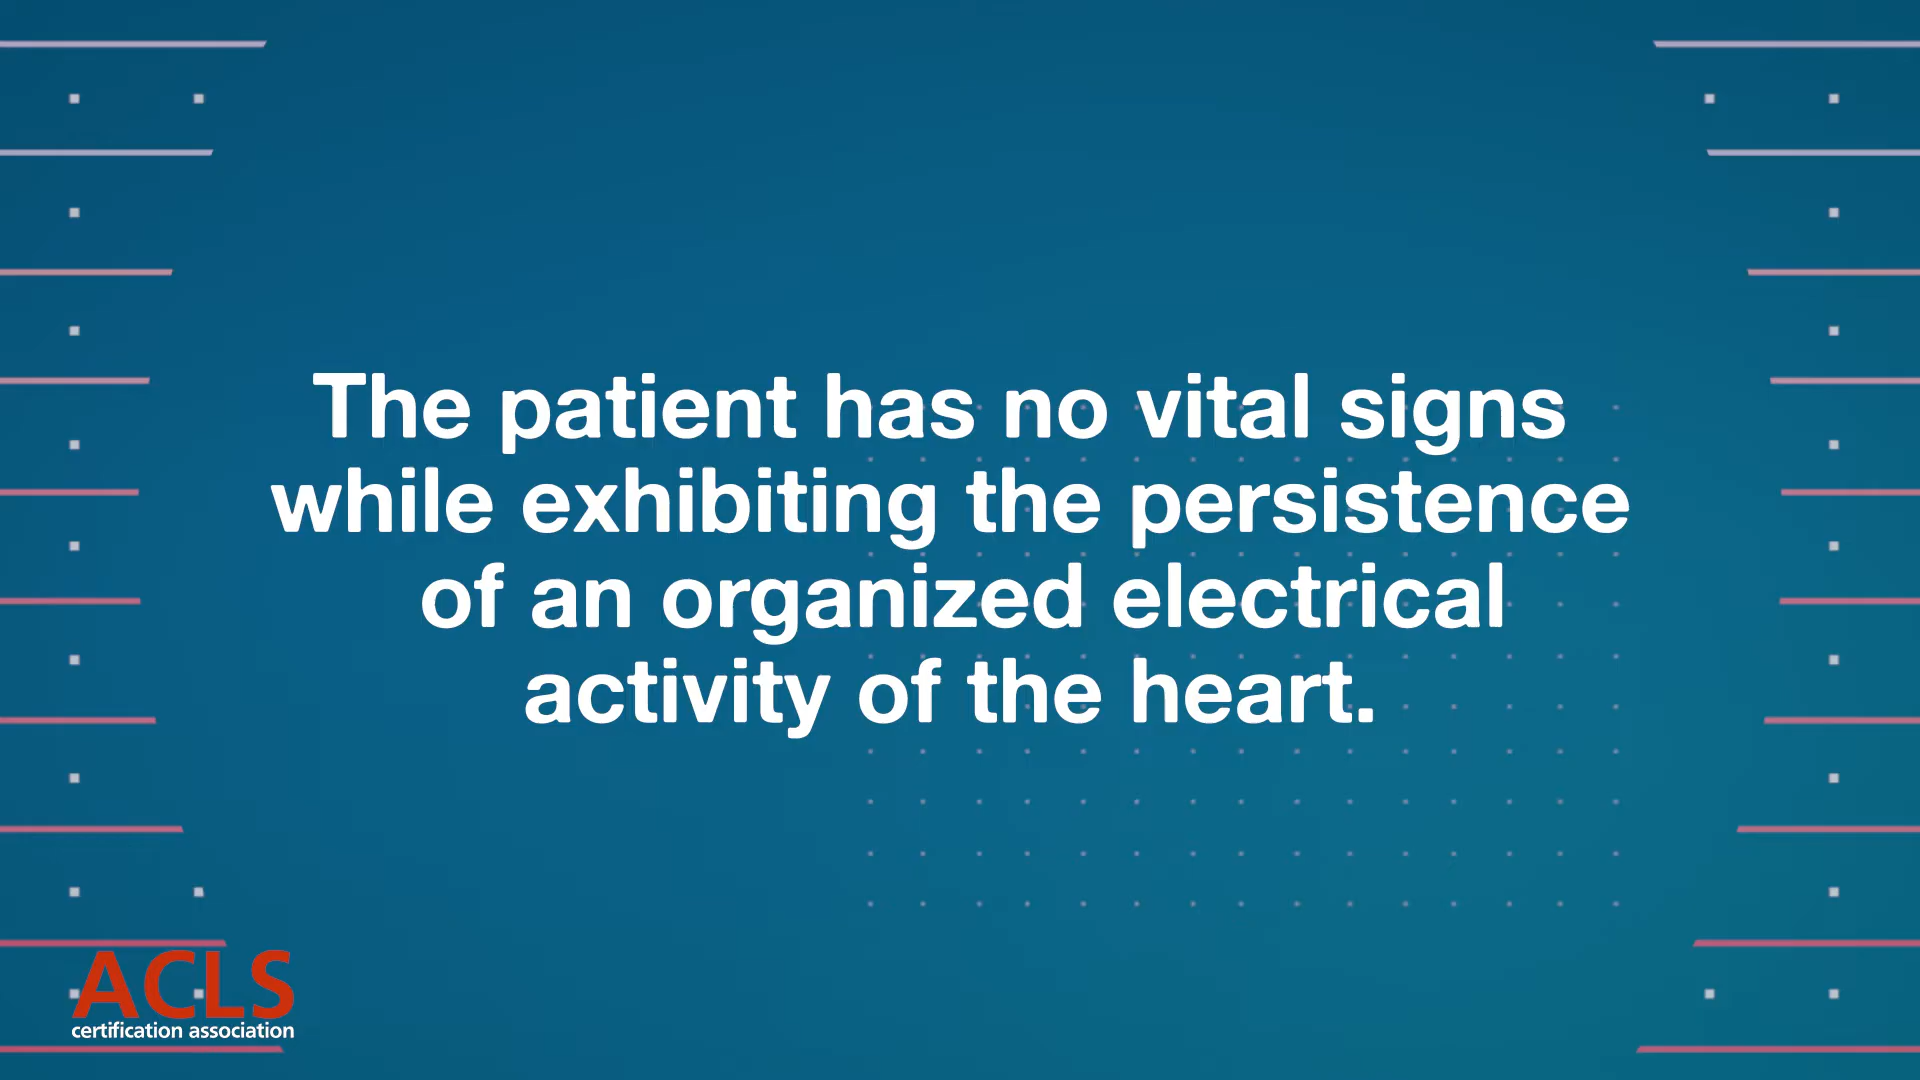 The patient has no vital signs
while exhibiting the persistence
of an organized electrical
activity of the heart.
ACLS
certification association